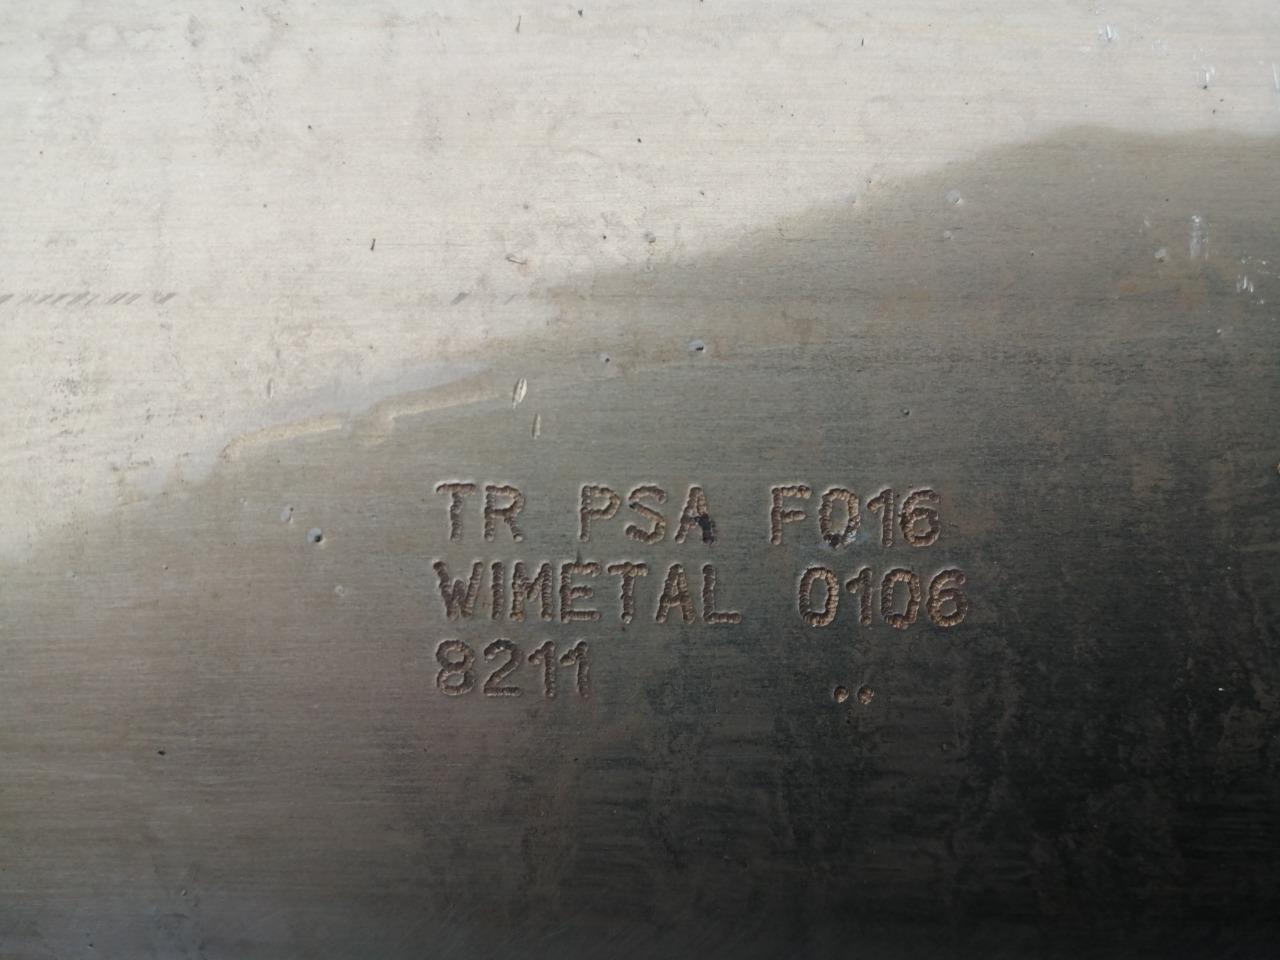 TR PSA F016
WIMETAL 0106
8211 ..